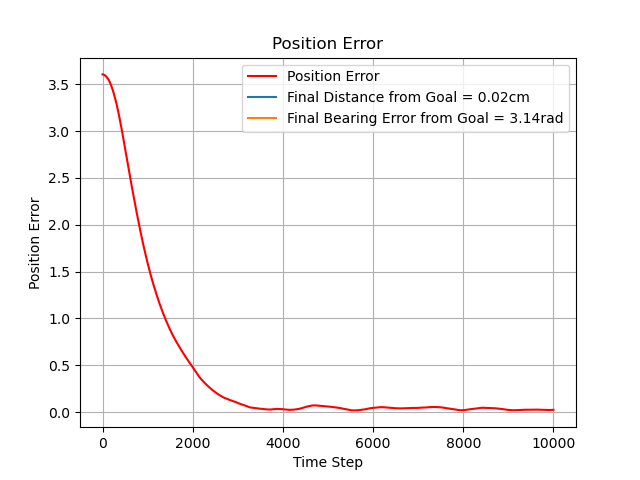 Position Error
Position Error
Final Distance from Goal = 0.02cm
Final Bearing Error from Goal = 3.14rad
Position Error
3.5
3.0
2.5
2.0
1.5
1.0
0.5
0.0
0 2000 4000 6000 8000 10000
Time Step